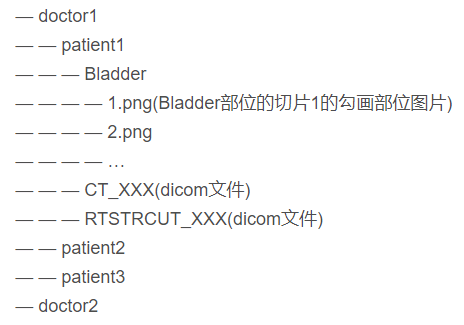 — doctor1
— — patient1
— — — Bladder
— — — — 1.png(Bladder部位的切片1的勾画部位图片)
— — — — 2.png
— — — — …
— — — CT_XXX(dicom文件)
— — — RTSTRCUT_XXX(dicom文件)
— — patient2
— — patient3
— doctor2